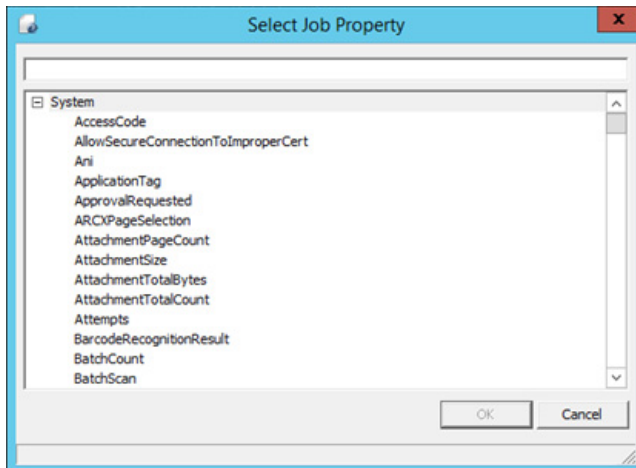 Select Job Property
System
AccessCode
AllowSecureConnectionToImproperCert
Ani
ApplicationTag
ApprovalRequested
ARCXPageSelection
AttachmentPageCount
AttachmentSize
AttachmentTotalBytes
AttachmentTotalCount
Attempts
BarcodeRecognitionResult
BatchCount
BatchScan
OK
Cancel